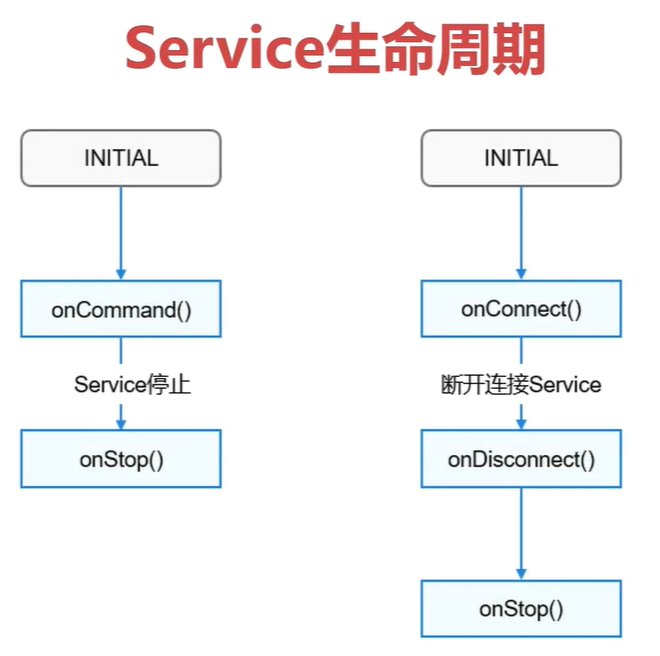 Service生命周期
INITIAL
onCommand()
Service停止
onStop()
INITIAL
onConnect()
断开连接Service
onDisconnect()
onStop()